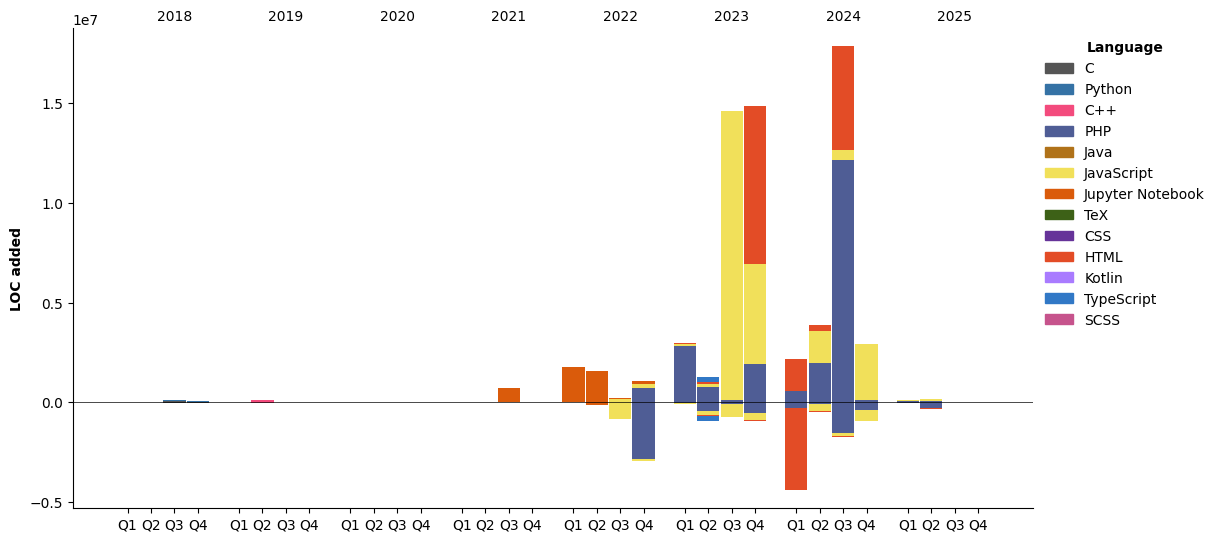 2018 2019 2020 2021 2022 2023 2024 2025
1e7
1.5
1.0
0.5
0.0
−0.5
LOC added
Q1 Q2 Q3 Q4 Q1 Q2 Q3 Q4 Q1 Q2 Q3 Q4 Q1 Q2 Q3 Q4 Q1 Q2 Q3 Q4 Q1 Q2 Q3 Q4 Q1 Q2 Q3 Q4 Q1 Q2 Q3 Q4
Language
C
Python
C++
PHP
Java
JavaScript
Jupyter Notebook
TeX
CSS
HTML
Kotlin
TypeScript
SCSS